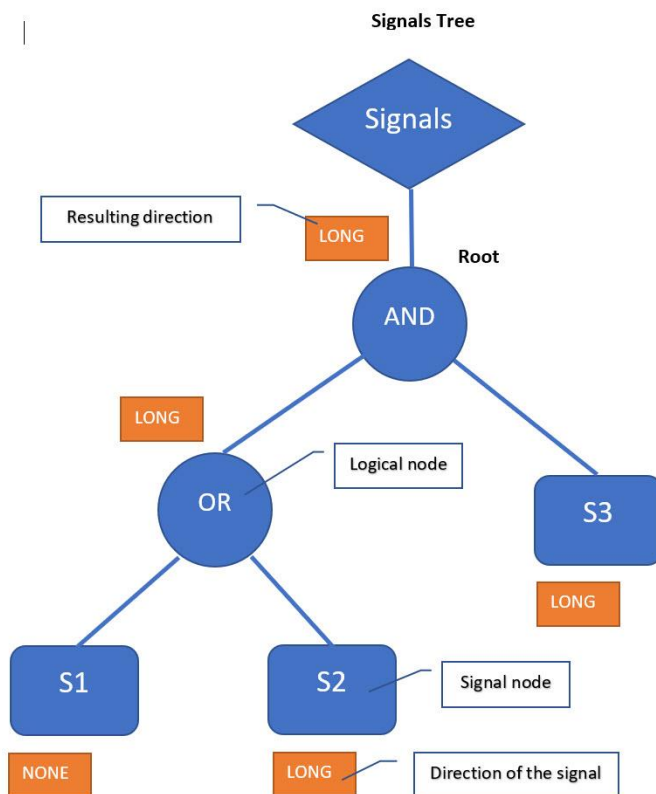 Signals Tree
Signals
Resulting direction
LONG
Root
AND
LONG
Logical node
OR
S3
LONG
S1
S2
Signal node
NONE
LONG
Direction of the signal